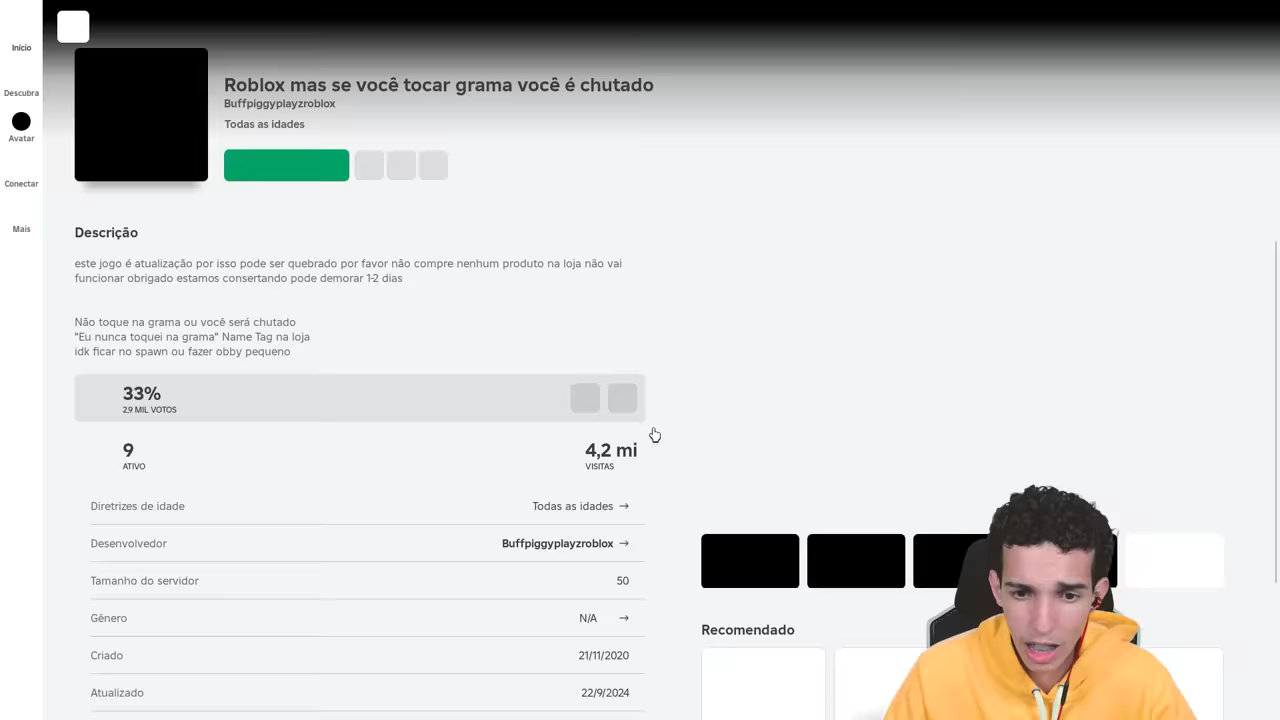 Início
Descubra
Avatar
Conectar
Mais
Roblox mas se você tocar grama você é chutado
Buffpiggyplayzroblox
Todas as idades
Descrição
este jogo é atualização por isso pode ser quebrado por favor não compre nenhum produto na loja não vai
funcionar obrigado estamos consertando pode demorar 1-2 dias
Não toque na grama ou você será chutado
"Eu nunca toquei na grama" Name Tag na loja
idk ficar no spawn ou fazer obby pequeno
33%
2,9 MIL VOTOS
9
ATIVO
4,2 mi
VISITAS
Diretrizes de idade
Todas as idades →
Desenvolvedor
Buffpiggyplayzroblox →
Tamanho do servidor
50
Gênero
N/A →
Criado
21/11/2020
Atualizado
22/9/2024
Recomendado